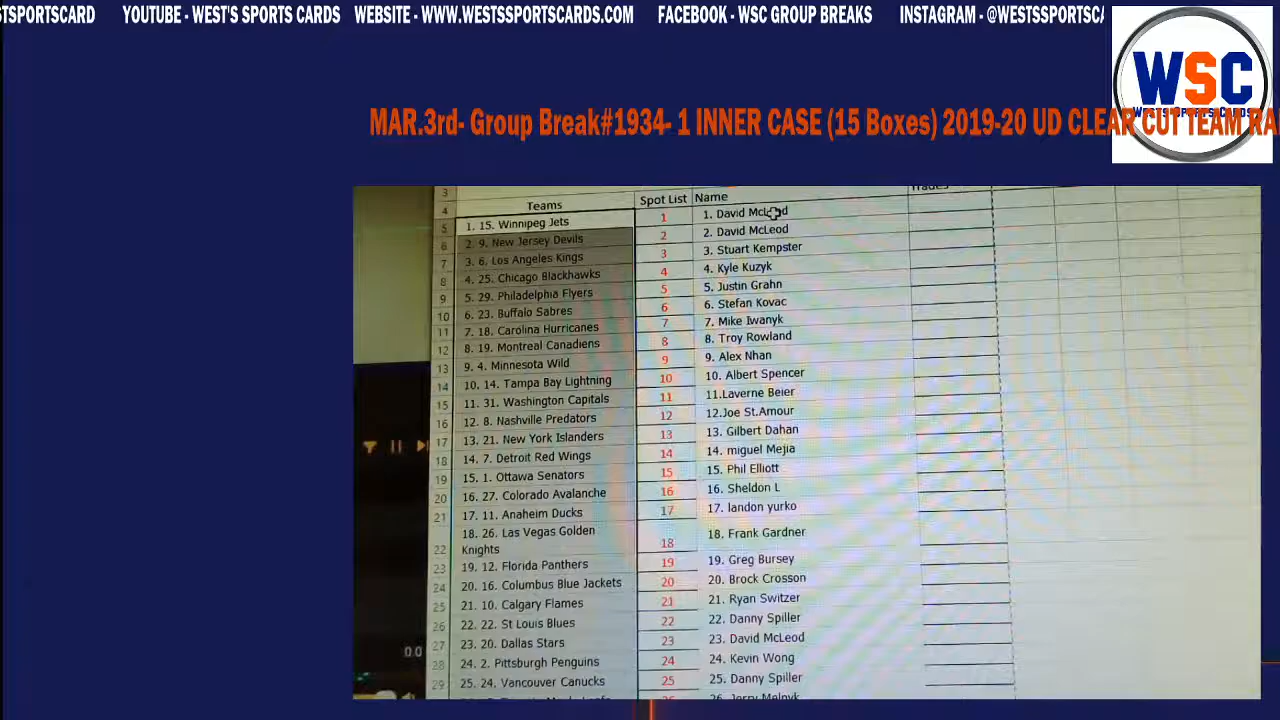 STSPORTSCARD YOUTUBE - WEST'S SPORTS CARDS WEBSITE - WWW.WESTSSPORTSCARDS.COM FACEBOOK - WSC GROUP BREAKS INSTAGRAM - @WESTSSPORTSCA
WSC
MAR.3rd- Group Break#1934- 1 INNER CASE (15 Boxes) 2019-20 UD CLEAR CUT TEAM RA
3 Trades
4 Teams Spot List Name
5 1. 15. Winnipeg Jets 1 1. David McLeod
6 2. 9. New Jersey Devils 2 2. David McLeod
7 3. 6. Los Angeles Kings 3 3. Stuart Kempster
8 4. 25. Chicago Blackhawks 4 4. Kyle Kuzyk
9 5. 29. Philadelphia Flyers 5 5. Justin Grahn
10 6. 23. Buffalo Sabres 6 6. Stefan Kovac
11 7. 18. Carolina Hurricanes 7 7. Mike Iwanyk
12 8. 19. Montreal Canadiens 8 8. Troy Rowland
13 9. 4. Minnesota Wild 9 9. Alex Nhan
14 10. 14. Tampa Bay Lightning 10 10. Albert Spencer
15 11. 31. Washington Capitals 11 11.Laverne Beier
16 12. 8. Nashville Predators 12 12.Joe St.Amour
17 13. 21. New York Islanders 13 13. Gilbert Dahan
18 14. 7. Detroit Red Wings 14 14. miguel Mejia
19 15. 1. Ottawa Senators 15 15. Phil Elliott
20 16. 27. Colorado Avalanche 16 16. Sheldon L
21 17. 11. Anaheim Ducks 17 17. landon yurko
18. 26. Las Vegas Golden
22 Knights 18 18. Frank Gardner
23 19. 12. Florida Panthers 19 19. Greg Bursey
24 20. 16. Columbus Blue Jackets 20 20. Brock Crosson
25 21. 10. Calgary Flames 21 21. Ryan Switzer
26 22. 22. St Louis Blues 22 22. Danny Spiller
27 23. 20. Dallas Stars 23 23. David McLeod
28 24. 2. Pittsburgh Penguins 24 24. Kevin Wong
29 25. 24. Vancouver Canucks 25 25. Danny Spiller
26. Jerry Melnyk
0.0